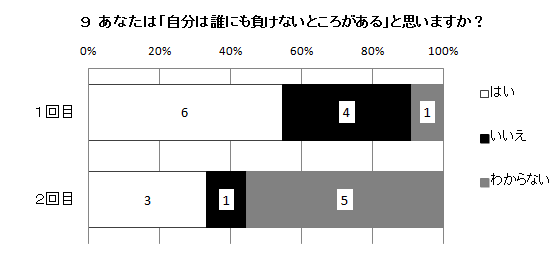 ９ あなたは「自分は誰にも負けないところがある」と思いますか？
0% 20% 40% 60% 80% 100%
１回目 6 4 1
２回目 3 1 5
はい
いいえ
わからない